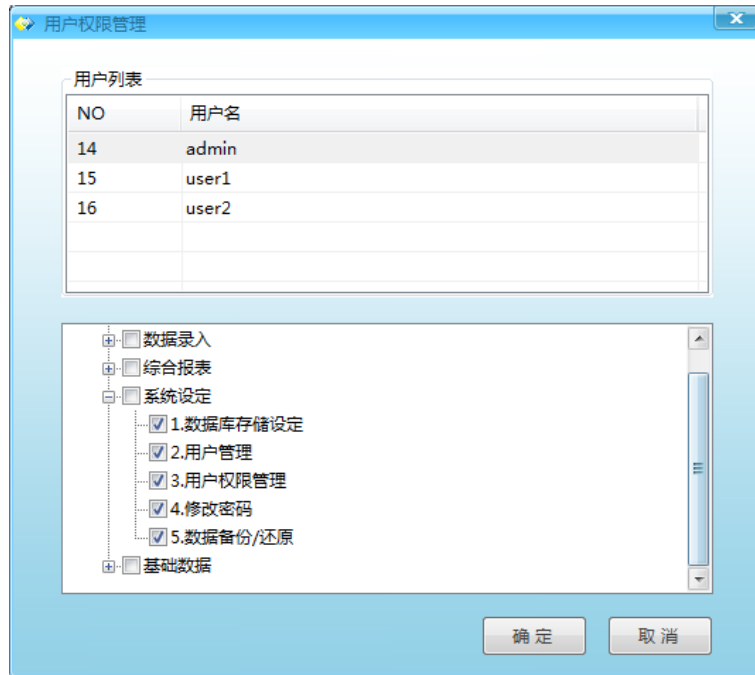 用户权限管理
用户列表
NO 用户名
14 admin
15 user1
16 user2
数据录入
综合报表
系统设定
1.数据库存储设定
2.用户管理
3.用户权限管理
4.修改密码
5.数据备份/还原
基础数据
确定 取消